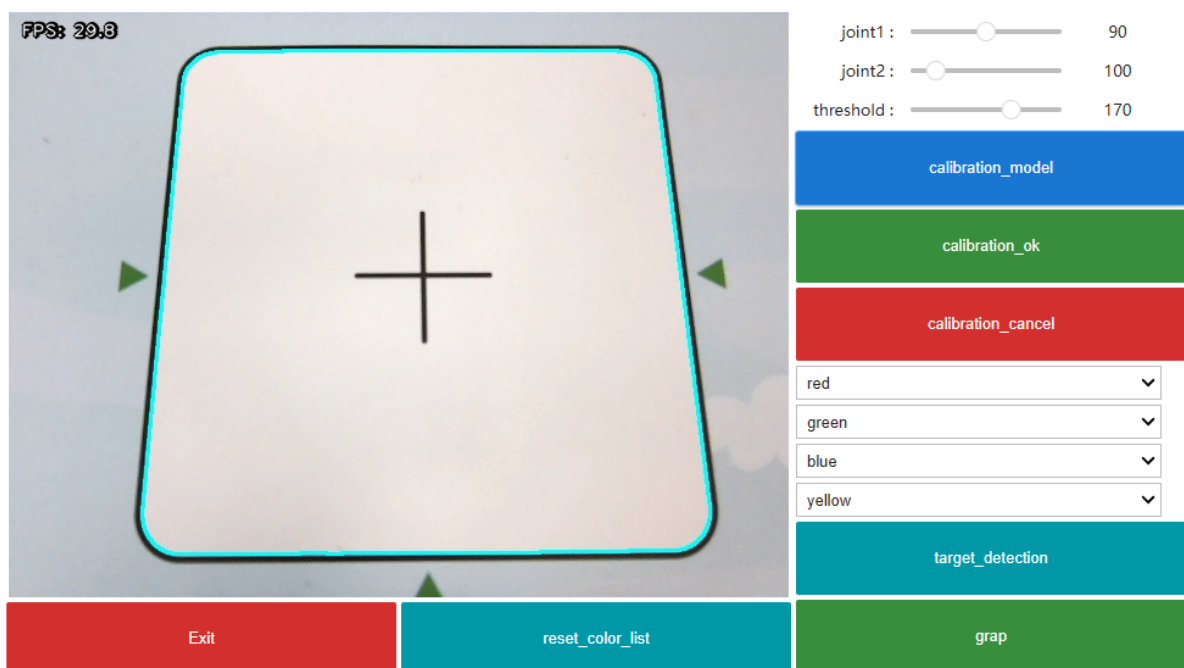 FPS: 29.8
joint1 : 90
joint2 : 100
threshold : 170
calibration_model
calibration_ok
calibration_cancel
red
green
blue
yellow
target_detection
Exit
reset_color_list
grap